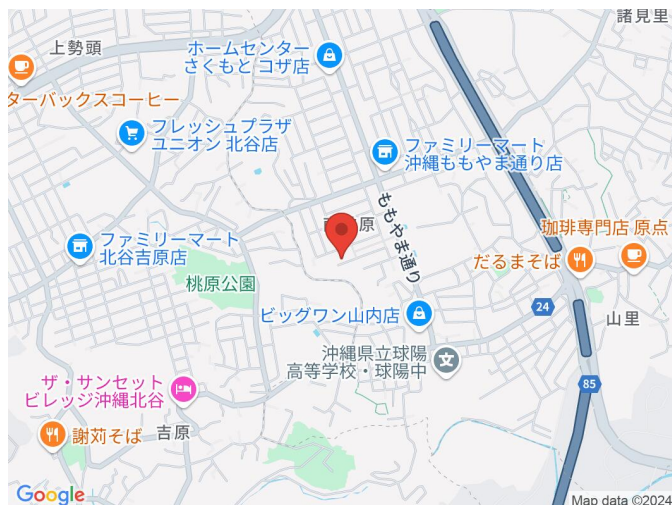 諸見里
上勢頭
ホームセンター
さくもと コザ店
ターバックスコーヒー
フレッシュプラザ
ユニオン 北谷店
ファミリーマート
沖縄ももやま通り店
原
ももやま通り
珈琲専門店 原点
だるまそば
ファミリーマート
北谷吉原店
桃原公園
ビッグワン山内店
24
山里
沖縄県立球陽
高等学校・球陽中
85
ザ・サンセット
ビレッジ沖縄北谷
吉原
謝苅そば
Google
Map data ©2024